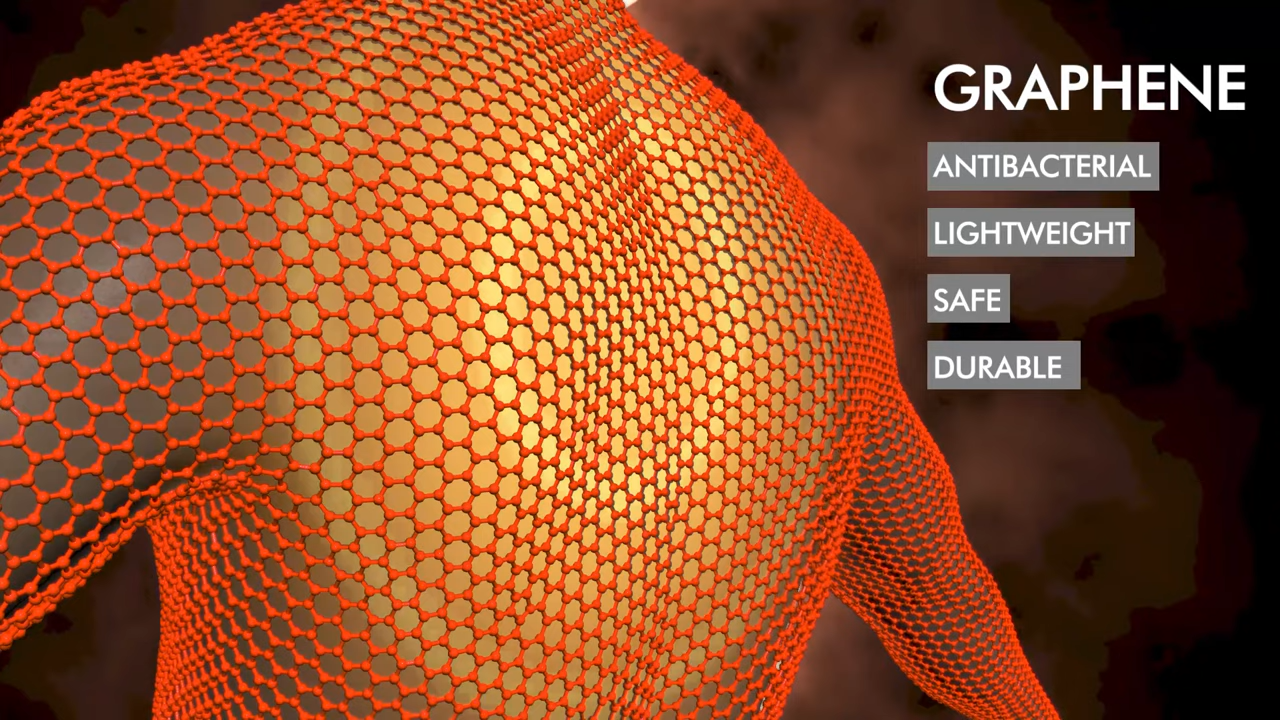 GRAPHENE
ANTIBACTERIAL
LIGHTWEIGHT
SAFE
DURABLE